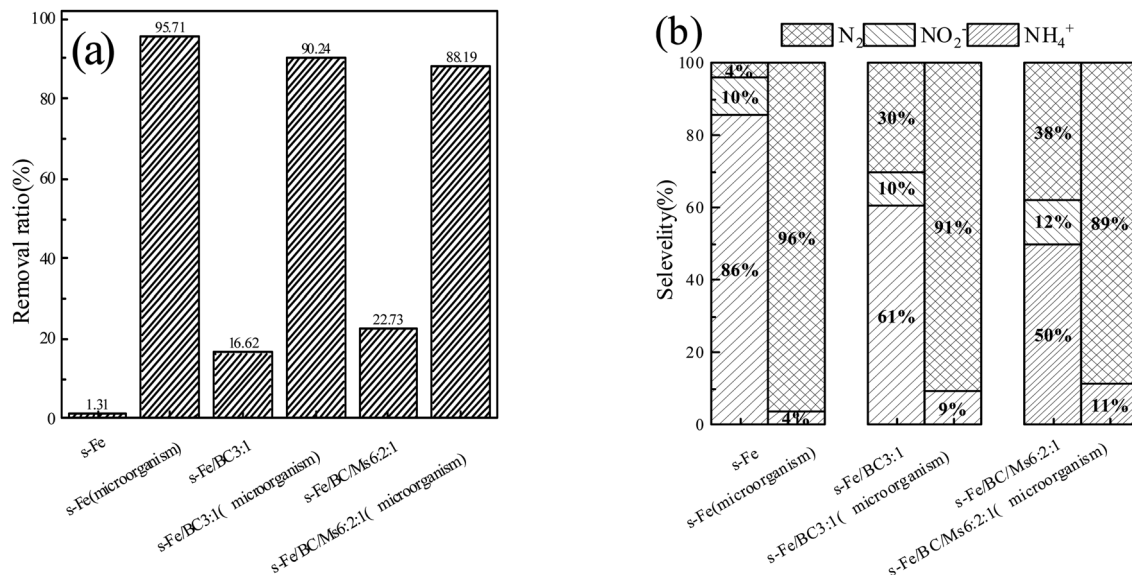 (a)
Removal ratio(%)
100
80
60
40
20
0
1.31
95.71
16.62
90.24
22.73
88.19
s-Fe
s-Fe(microorganism)
s-Fe/BC3:1
s-Fe/BC3:1( microorganism)
s-Fe/BC/Ms6:2:1
s-Fe/BC/Ms6:2:1( microorganism)
(b)
N₂ NO₂⁻ NH₄⁺
Selevelity(%)
100
80
60
40
20
0
4%
10%
86%
96%
4%
30%
10%
61%
91%
9%
38%
12%
50%
89%
11%
s-Fe
s-Fe(microorganism)
s-Fe/BC3:1
s-Fe/BC3:1( microorganism)
s-Fe/BC/Ms6:2:1
s-Fe/BC/Ms6:2:1( microorganism)